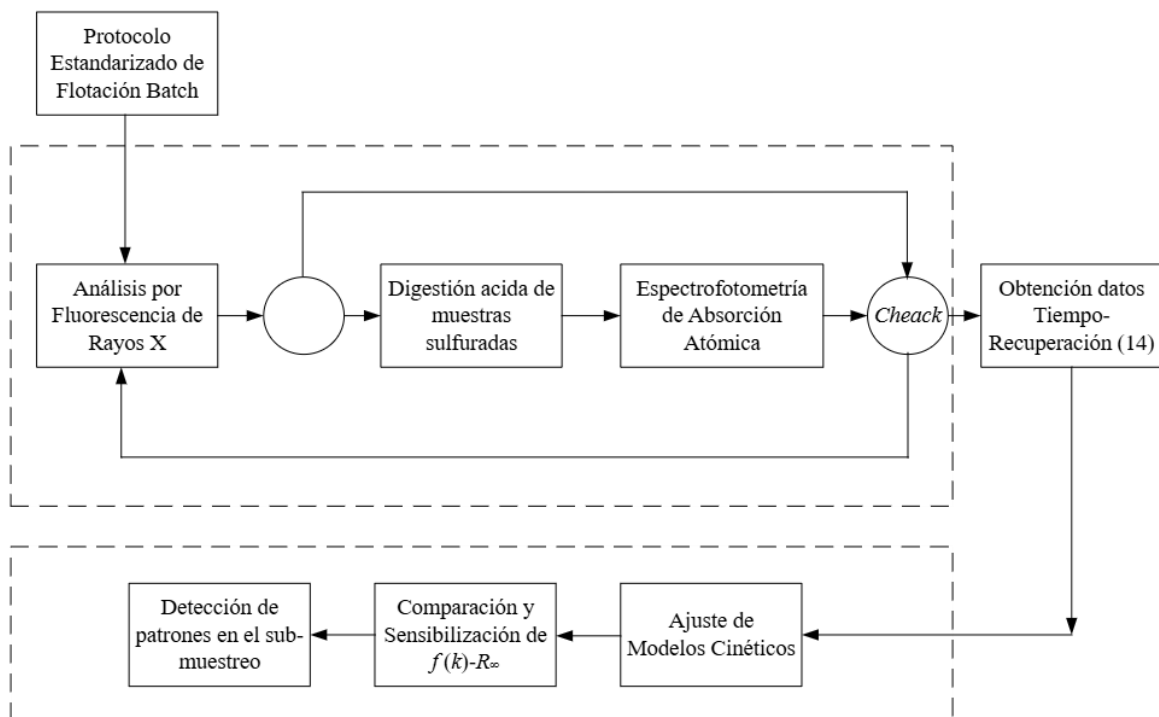 Protocolo
Estandarizado de
Flotación Batch
Análisis por
Fluorescencia de
Rayos X
Digestión acida de
muestras
sulfuradas
Espectrofotometría
de Absorción
Atómica
Cheack
Obtención datos
Tiempo-
Recuperación (14)
Detección de
patrones en el sub-
muestreo
Comparación y
Sensibilización de
f (k)-R∞
Ajuste de
Modelos Cinéticos